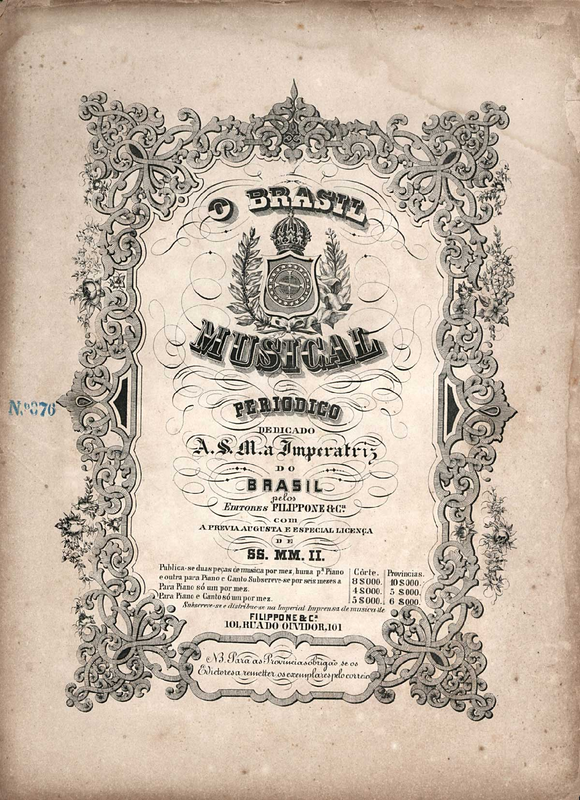 O BRASIL
MUSICAL
PERIODICO
DEDICADO
A. S. M. a Imperatriz
DO
BRASIL
pelos
EDITORES FILIPPONE & Cª
COM
A PREVIA AUGUSTA E ESPECIAL LICENÇA
DE
SS. MM. II.
Publica-se duas peças de musica por mez, huma pª Piano
e outra para Piano e Canto Subscreve-se por seis mezes a
Para Piano só um por mez.
Para Piano e Canto só um por mez.
Côrte. Provincias.
8 $000. 10 $000.
4 $000. 5 $000.
5 $000. 6 $000.
Subscreve-se e distribue-se na Imperial Imprensa de musica de
FILIPPONE & Cª
101, RUA DO OUVIDOR, 101
NB. Para as Provincias obrigão se os
Edictores a remetter os exemplares pelo correio
Nº 376